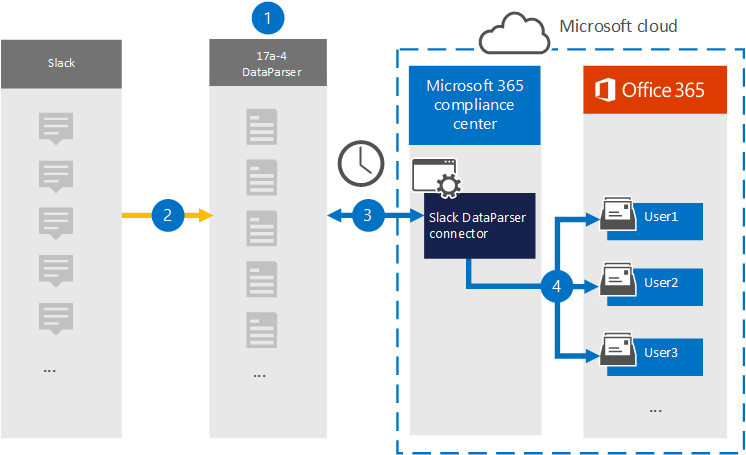 1
Microsoft cloud
Slack
17a-4
DataParser
Microsoft 365
compliance
center
Office 365
2
3
Slack DataParser
connector
4
User1
User2
User3
...
...
...